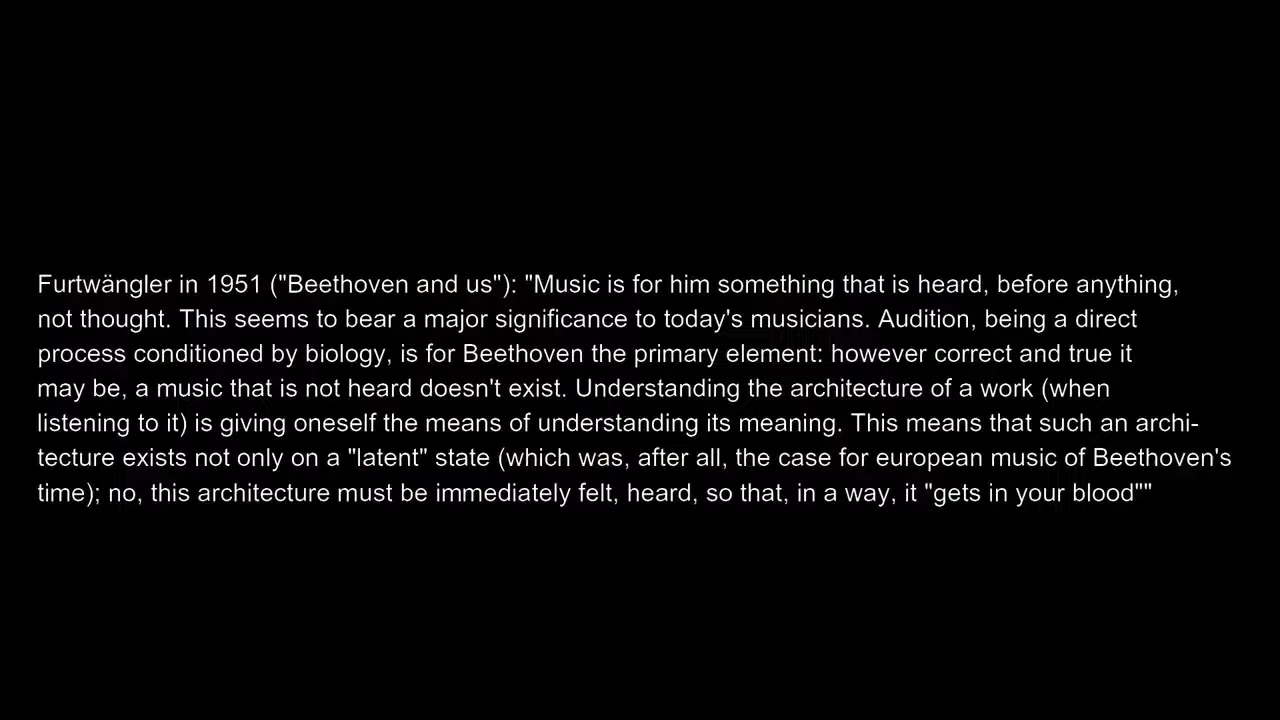 Furtwängler in 1951 ("Beethoven and us"): "Music is for him something that is heard, before anything,
not thought. This seems to bear a major significance to today's musicians. Audition, being a direct
process conditioned by biology, is for Beethoven the primary element: however correct and true it
may be, a music that is not heard doesn't exist. Understanding the architecture of a work (when
listening to it) is giving oneself the means of understanding its meaning. This means that such an archi-
tecture exists not only on a "latent" state (which was, after all, the case for european music of Beethoven's
time); no, this architecture must be immediately felt, heard, so that, in a way, it "gets in your blood""